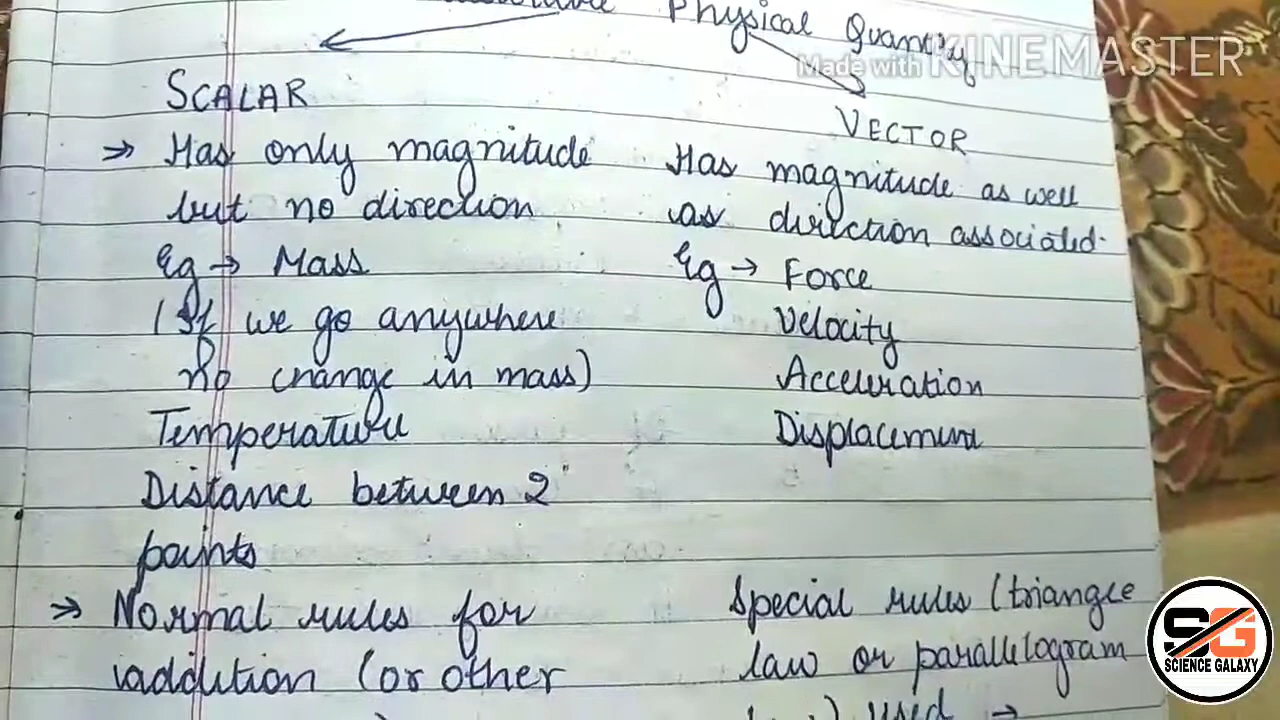 Physical Quantity
Made with KINEMASTER
SCALAR
VECTOR
⇒ Has only magnitude
but no direction
Eg → Mass
(If we go anywhere
no change in mass)
Temperature
Distance between 2
points
Has magnitude as well
as direction associated.
Eg → Force
Velocity
Acceleration
Displacement
⇒ Normal rules for
addition (or other
Special rules (triangle
law or parallelogram
used →
SG
SCIENCE GALAXY